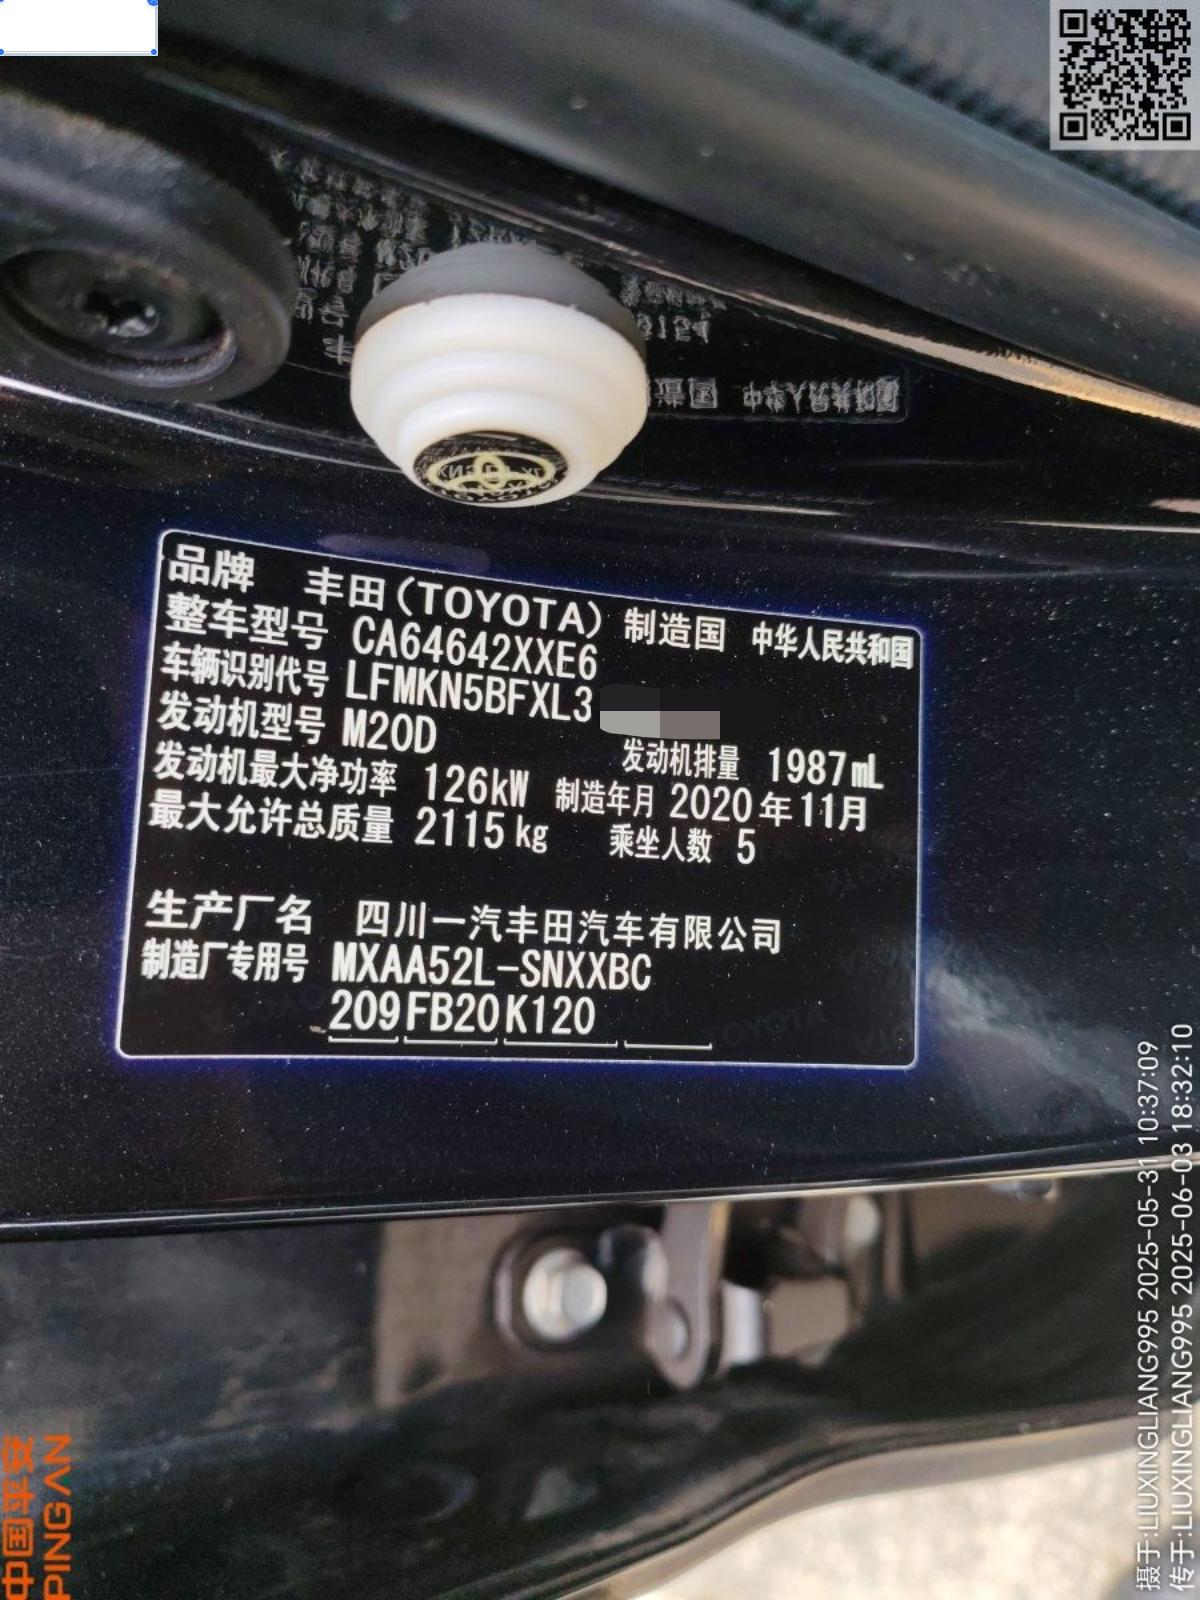 品牌 丰田(TOYOTA) 制造国 中华人民共和国
整车型号 CA64642XXE6
车辆识别代号 LFMKN5BFXL3
发动机型号 M20D 发动机排量 1987mL
发动机最大净功率 126kW 制造年月 2020年11月
最大允许总质量 2115kg 乘坐人数 5
生产厂名 四川一汽丰田汽车有限公司
制造厂专用号 MXAA52L-SNXXBC
209 FB20 K120
摄于:LIUXINGLIANG995 2025-05-31 10:37:09
传于:LIUXINGLIANG995 2025-06-03 18:32:10
中国平安
PING AN